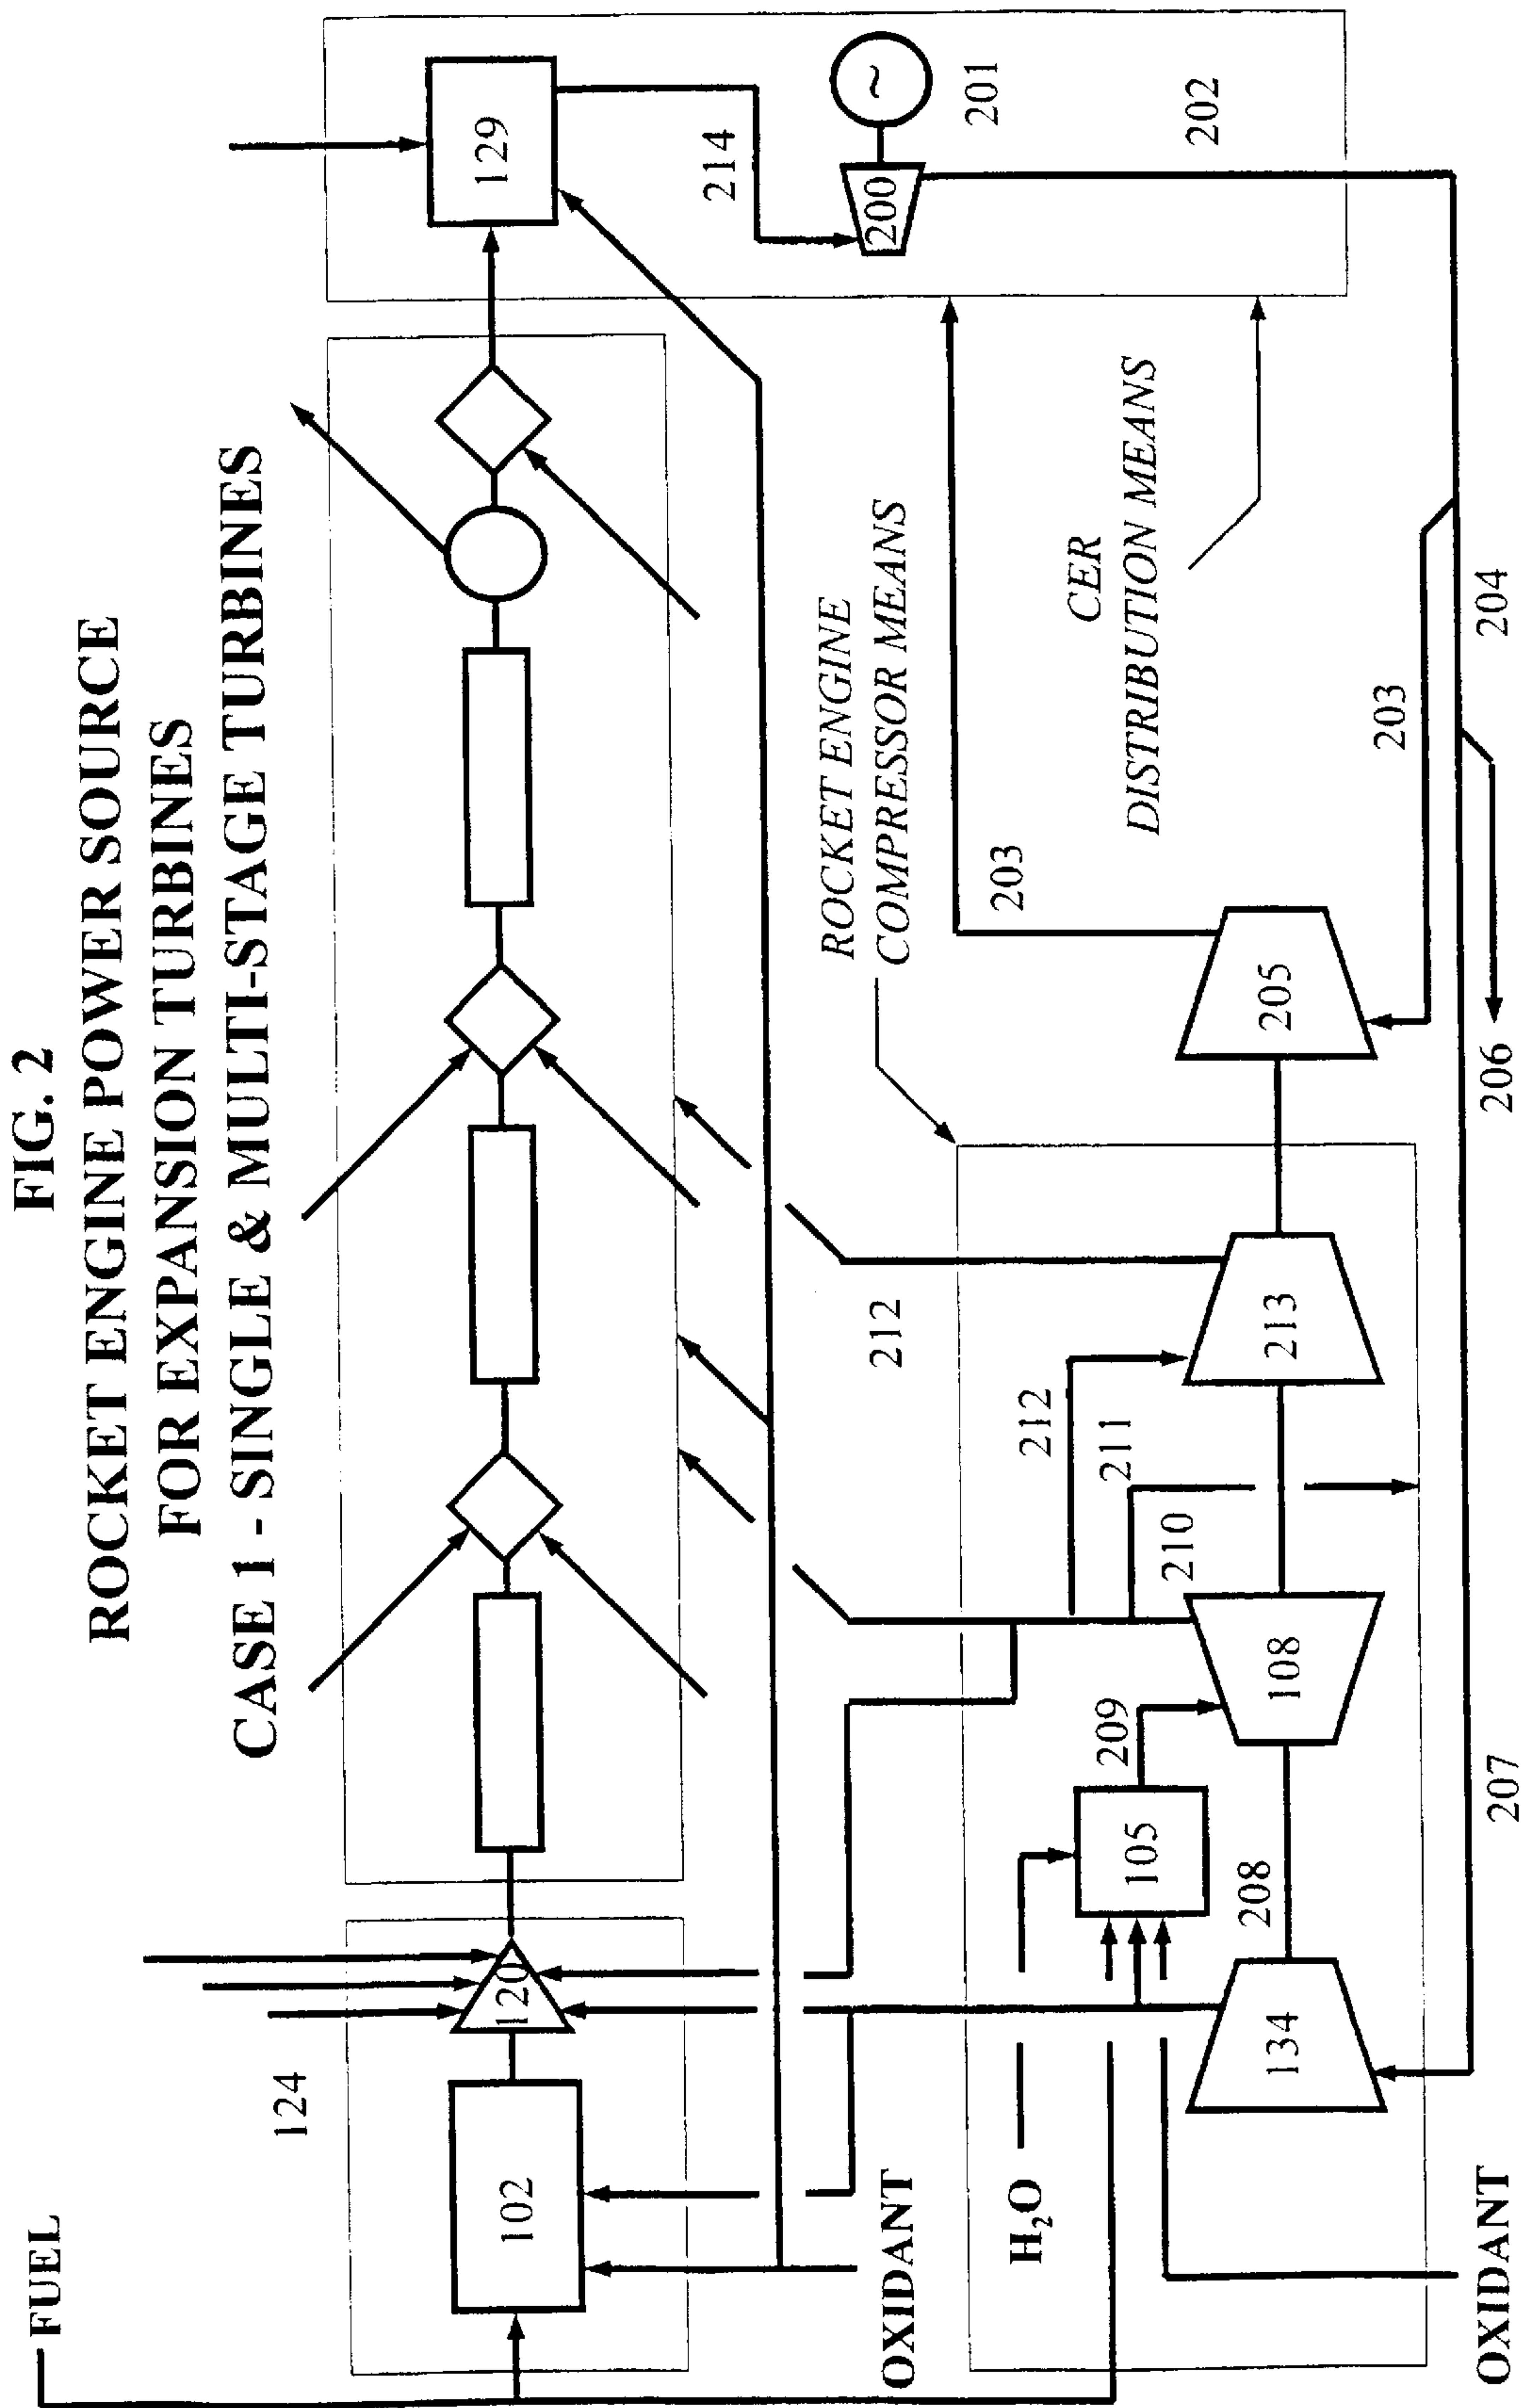 FIG. 2
ROCKET ENGINE POWER SOURCE
FOR EXPANSION TURBINES
CASE 1 - SINGLE & MULTI-STAGE TURBINES
FUEL
124
102
120
129
214
200
201
202
OXIDANT
ROCKET ENGINE
COMPRESSOR MEANS
CER
DISTRIBUTION MEANS
212
203
H₂O
105
209
212
211
210
208
134
108
213
205
203
204
206
207
OXIDANT